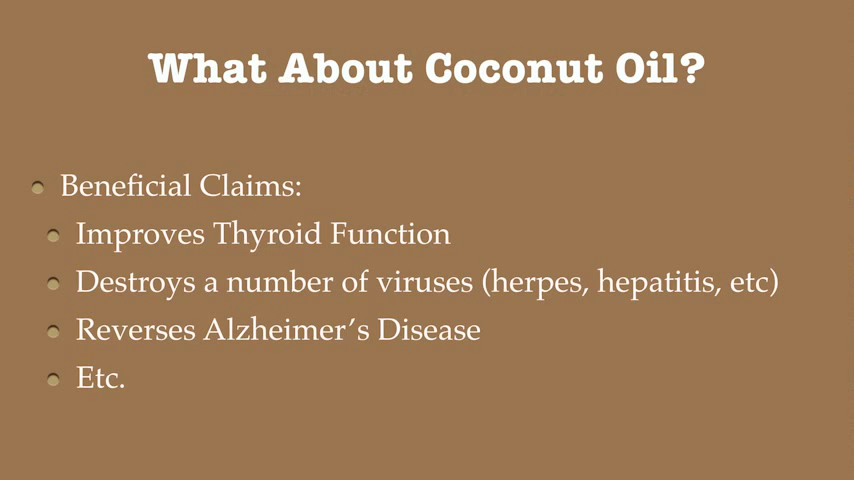 What About Coconut Oil?
Beneficial Claims:
Improves Thyroid Function
Destroys a number of viruses (herpes, hepatitis, etc)
Reverses Alzheimer's Disease
Etc.